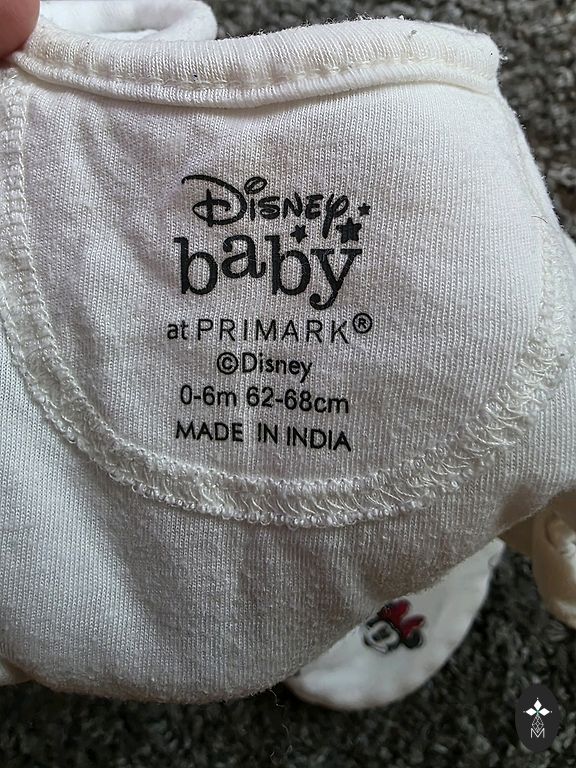 Disney
baby
at PRIMARK®
©Disney
0-6m 62-68cm
MADE IN INDIA
M